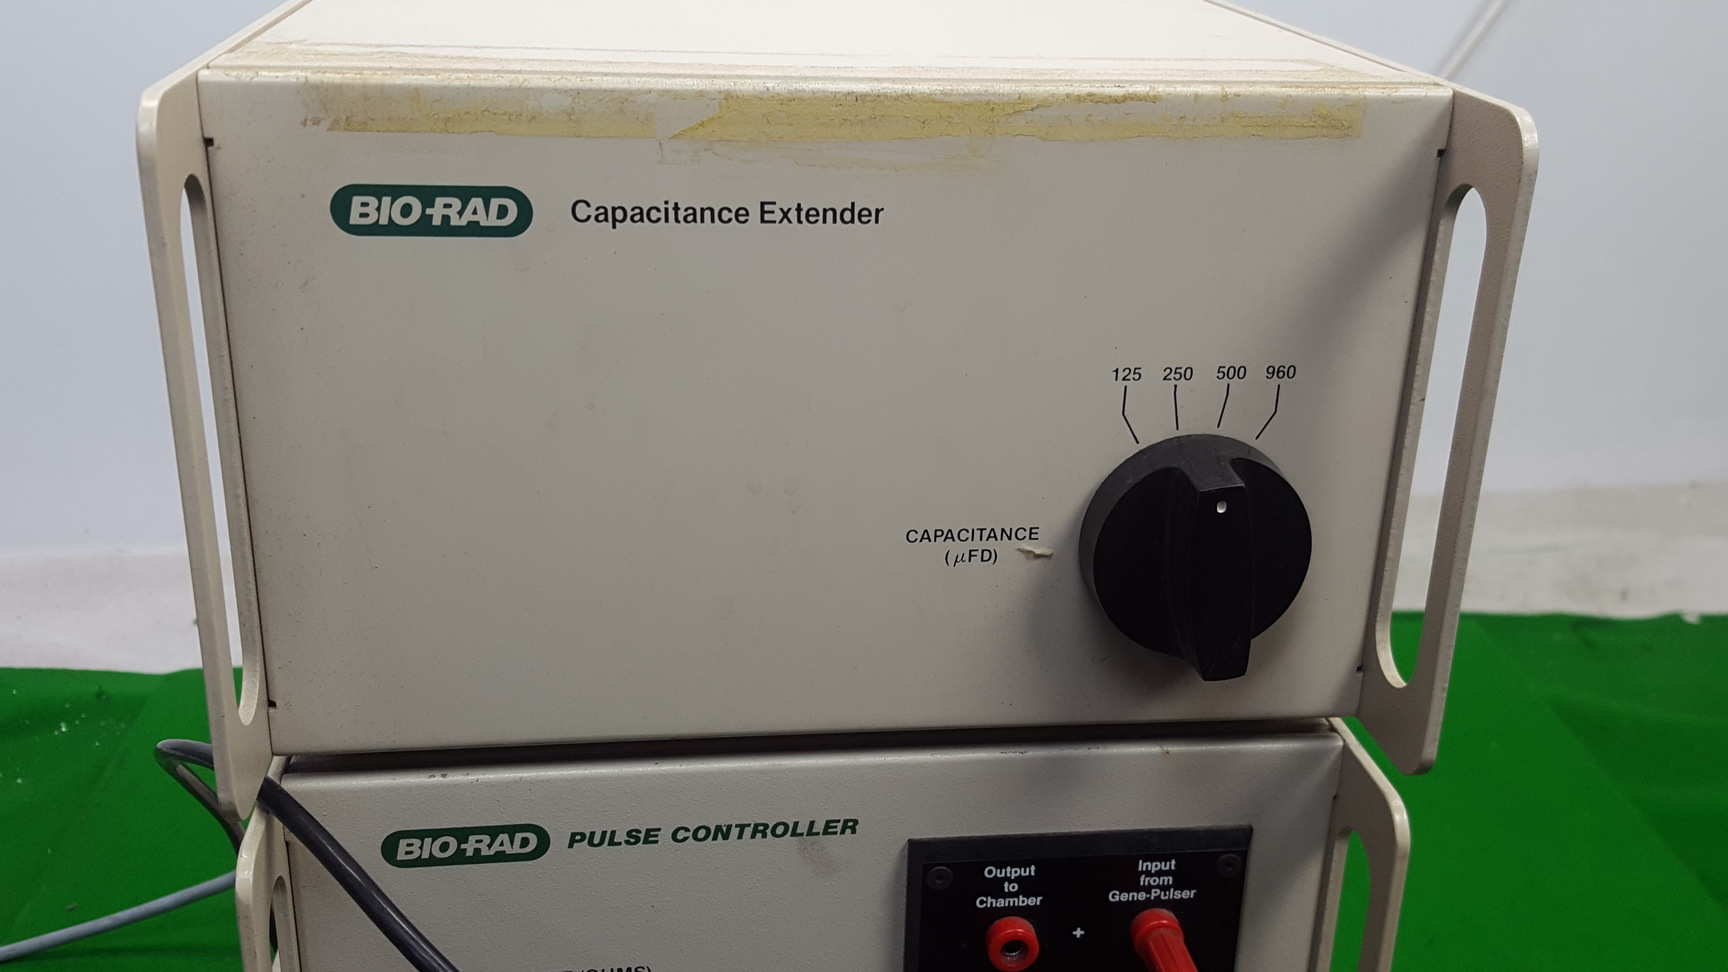 BIO-RAD Capacitance Extender
125 250 500 960
CAPACITANCE
(μFD)
BIO-RAD PULSE CONTROLLER
Output
to
Chamber
Input
from
Gene-Pulser
+
(OHMS)